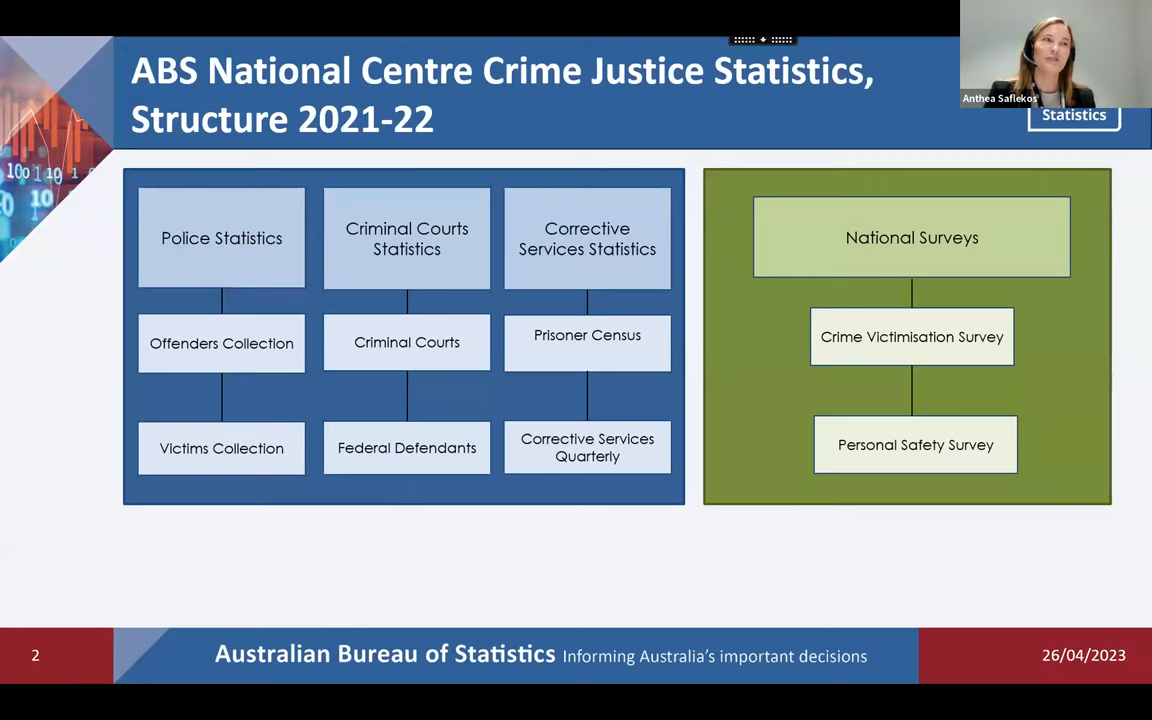 ABS National Centre Crime Justice Statistics,
Structure 2021-22
Anthea Saflekos
Statistics
Police Statistics
Criminal Courts
Statistics
Corrective
Services Statistics
National Surveys
Offenders Collection
Criminal Courts
Prisoner Census
Crime Victimisation Survey
Victims Collection
Federal Defendants
Corrective Services
Quarterly
Personal Safety Survey
2
Australian Bureau of Statistics Informing Australia's important decisions
26/04/2023